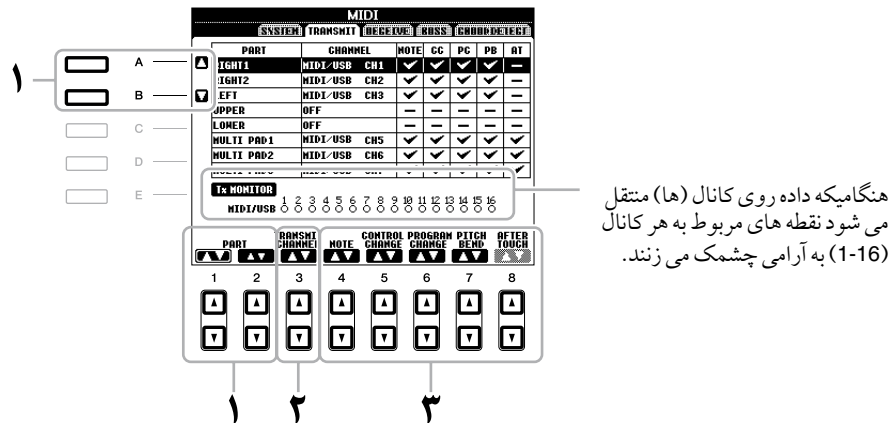 MIDI
SYSTEM TRANSMIT RECEIVE BASS CHORD DETECT
PART CHANNEL NOTE CC PC PB AT
RIGHT1 MIDI/USB CH1
RIGHT2 MIDI/USB CH2
LEFT MIDI/USB CH3
UPPER OFF
LOWER OFF
MULTI PAD1 MIDI/USB CH5
MULTI PAD2 MIDI/USB CH6
A
B
C
D
E
۱
Tx MONITOR
1 2 3 4 5 6 7 8 9 10 11 12 13 14 15 16
MIDI/USB
هنگامیکه داده روی کانال (ها) منتقل
می شود نقطه های مربوط به هر کانال
(1-16) به آرامی چشمک می زنند.
PART TRANSMIT CHANNEL NOTE CONTROL CHANGE PROGRAM CHANGE PITCH BEND AFTER TOUCH
1 2 3 4 5 6 7 8
۱ ۲ ۳